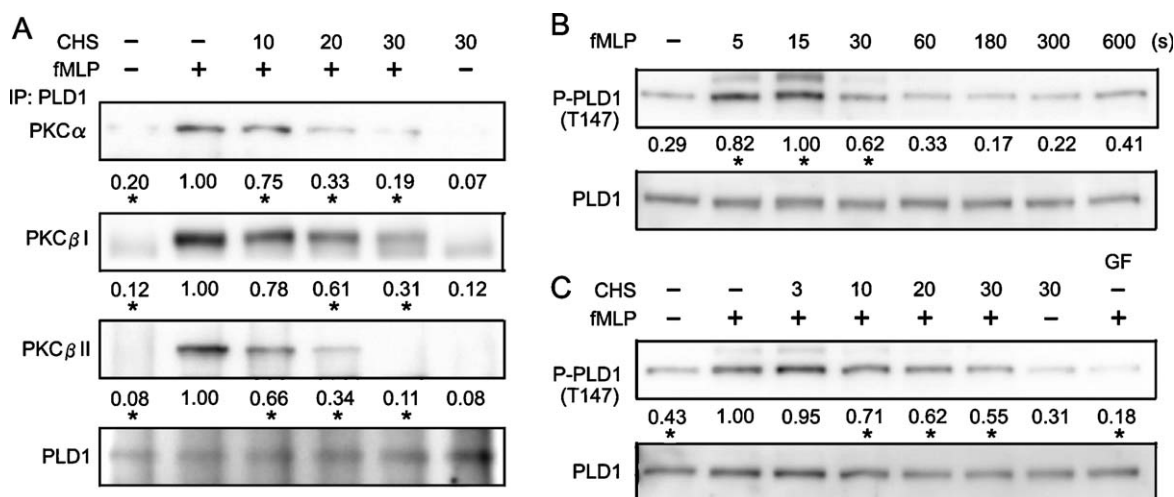 A
CHS – – 10 20 30 30
fMLP – + + + + –
IP: PLD1
PKCα
0.20 1.00 0.75 0.33 0.19 0.07
* * * *
PKCβI
0.12 1.00 0.78 0.61 0.31 0.12
* * *
PKCβII
0.08 1.00 0.66 0.34 0.11 0.08
* * * *
PLD1
B
fMLP – 5 15 30 60 180 300 600 (s)
P-PLD1
(T147)
0.29 0.82 1.00 0.62 0.33 0.17 0.22 0.41
* * *
PLD1
C
GF
CHS – – 3 10 20 30 30 –
fMLP – + + + + + – +
P-PLD1
(T147)
0.43 1.00 0.95 0.71 0.62 0.55 0.31 0.18
* * * * *
PLD1